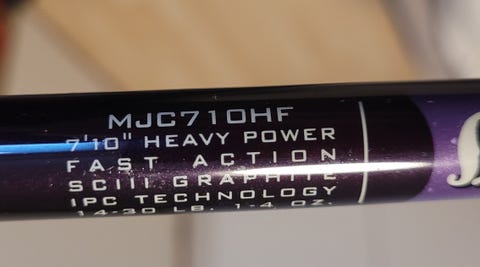 MJC710HF
7'10" HEAVY POWER
FAST ACTION
SCIII GRAPHITE
IPC TECHNOLOGY
14-30 LB. 1-4 OZ.